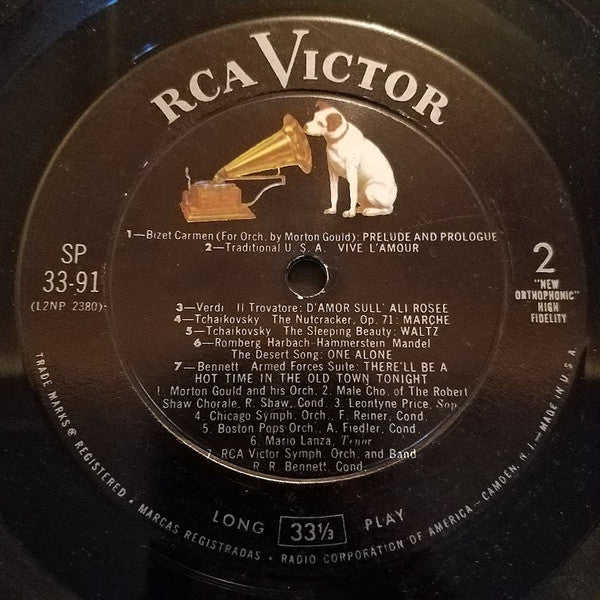 RCA VICTOR
1—Bizet Carmen (For Orch. by Morton Gould): PRELUDE AND PROLOGUE
2—Traditional U. S. A. VIVE L'AMOUR
SP
33-91
(L2NP 2380)
2
"NEW
ORTHOPHONIC"
HIGH
FIDELITY
3—Verdi Il Trovatore: D'AMOR SULL' ALI ROSEE
4—Tchaikovsky The Nutcracker, Op. 71: MARCHE
5—Tchaikovsky The Sleeping Beauty: WALTZ
6—Romberg-Harbach-Hammerstein-Mandel
The Desert Song: ONE ALONE
7—Bennett Armed Forces Suite: THERE'LL BE A
HOT TIME IN THE OLD TOWN TONIGHT
1. Morton Gould and his Orch. 2. Male Cho. of The Robert
Shaw Chorale, R. Shaw, Cond. 3. Leontyne Price, Sop.
4. Chicago Symph. Orch., F. Reiner, Cond.
5. Boston Pops Orch., A. Fiedler, Cond.
6. Mario Lanza, Tenor
7. RCA Victor Symph. Orch. and Band
R. R. Bennett, Cond.
LONG 33⅓ PLAY
TRADE MARKS ® REGISTERED • MARCAS REGISTRADAS • RADIO CORPORATION OF AMERICA—CAMDEN, N. J.—MADE IN U.S.A.